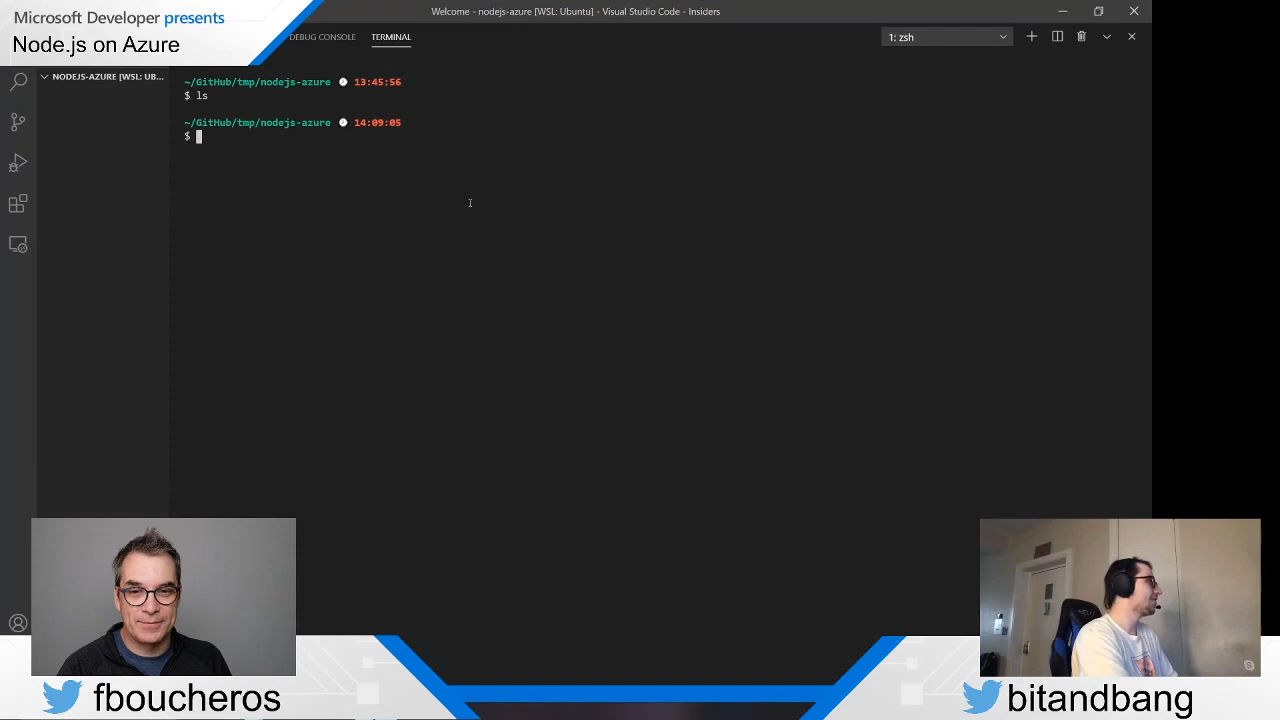 Microsoft Developer presents
Node.js on Azure
Welcome - nodejs-azure [WSL: Ubuntu] - Visual Studio Code - Insiders
DEBUG CONSOLE TERMINAL 1: zsh
NODEJS-AZURE [WSL: UB...
~/GitHub/tmp/nodejs-azure 13:45:56
$ ls
~/GitHub/tmp/nodejs-azure 14:09:05
$
fboucheros
bitandbang